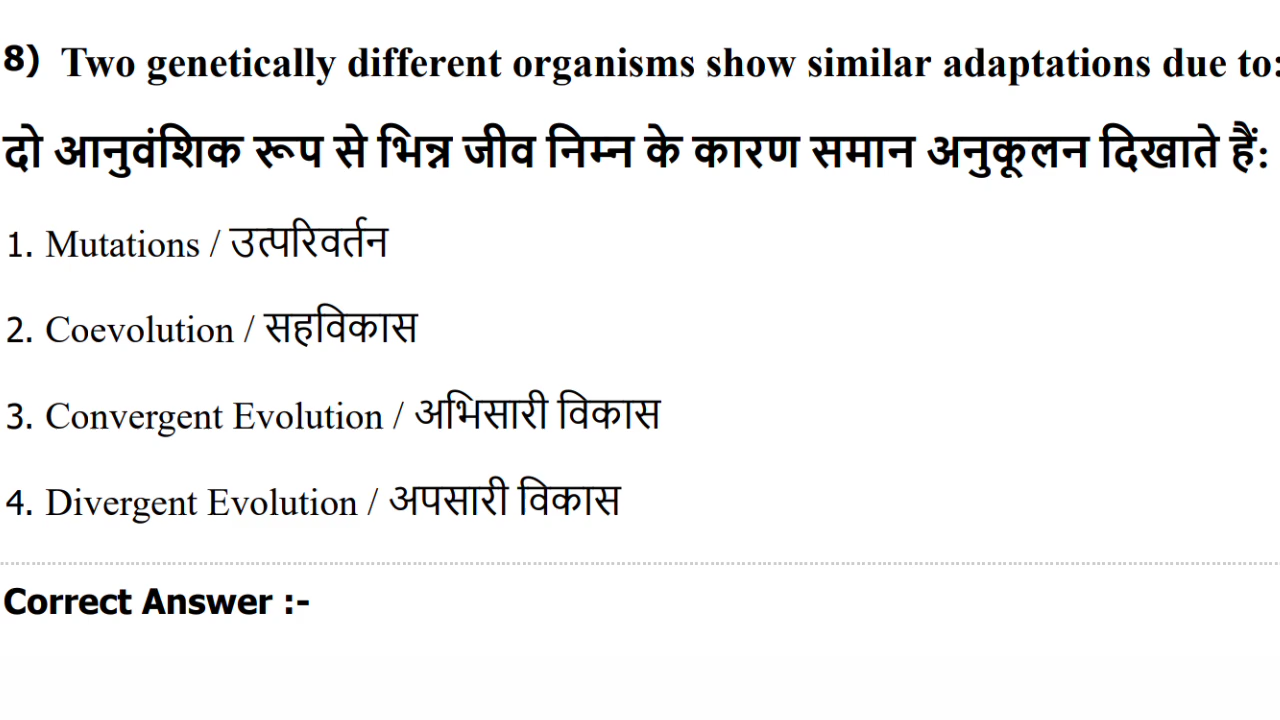 8) Two genetically different organisms show similar adaptations due to:
दो आनुवंशिक रूप से भिन्न जीव निम्न के कारण समान अनुकूलन दिखाते हैं:
1. Mutations / उत्परिवर्तन
2. Coevolution / सहविकास
3. Convergent Evolution / अभिसारी विकास
4. Divergent Evolution / अपसारी विकास
Correct Answer :-